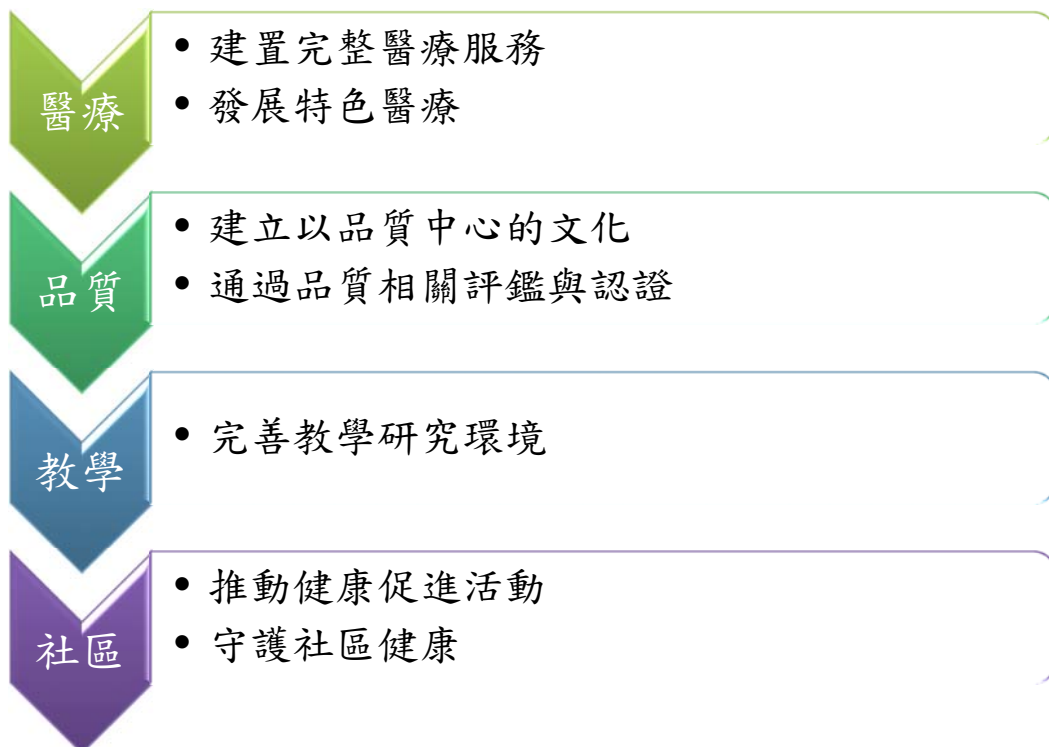 醫療
• 建置完整醫療服務
• 發展特色醫療
品質
• 建立以品質中心的文化
• 通過品質相關評鑑與認證
教學
• 完善教學研究環境
社區
• 推動健康促進活動
• 守護社區健康